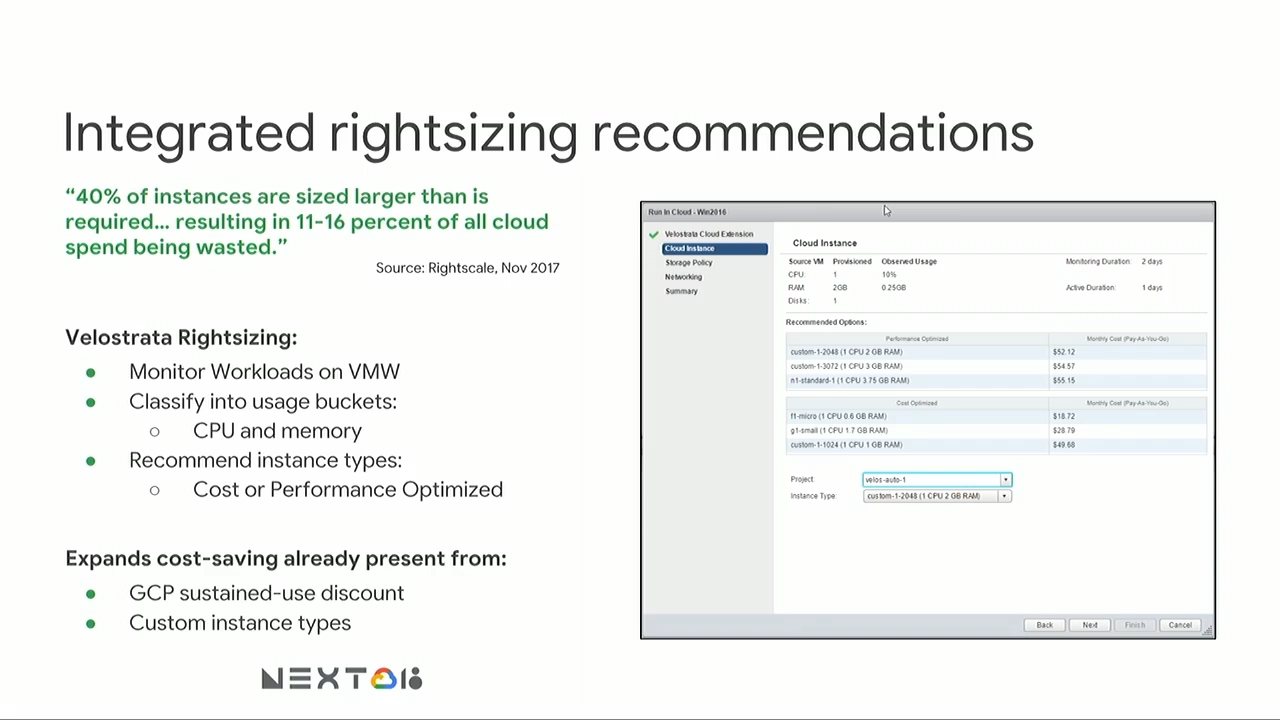 Integrated rightsizing recommendations
“40% of instances are sized larger than is
required... resulting in 11-16 percent of all cloud
spend being wasted.”
Source: Rightscale, Nov 2017
Velostrata Rightsizing:
Monitor Workloads on VMW
Classify into usage buckets:
CPU and memory
Recommend instance types:
Cost or Performance Optimized
Expands cost-saving already present from:
GCP sustained-use discount
Custom instance types
NEXT 18
Run In Cloud - Win2016
Velostrata Cloud Extension
Cloud Instance
Storage Policy
Networking
Summary
Cloud Instance
Source VM Provisioned Observed Usage Monitoring Duration: 2 days
CPU: 1 10%
RAM: 2GB 0.25GB Active Duration: 1 days
Disks: 1
Recommended Options:
Performance Optimized Monthly Cost (Pay-As-You-Go)
custom-1-2048 (1 CPU 2 GB RAM) $52.12
custom-1-3072 (1 CPU 3 GB RAM) $54.57
n1-standard-1 (1 CPU 3.75 GB RAM) $55.15
Cost Optimized Monthly Cost (Pay-As-You-Go)
f1-micro (1 CPU 0.6 GB RAM) $18.72
g1-small (1 CPU 1.7 GB RAM) $28.79
custom-1-1024 (1 CPU 1 GB RAM) $49.68
Project: velos-auto-1
Instance Type: custom-1-2048 (1 CPU 2 GB RAM)
Back Next Finish Cancel